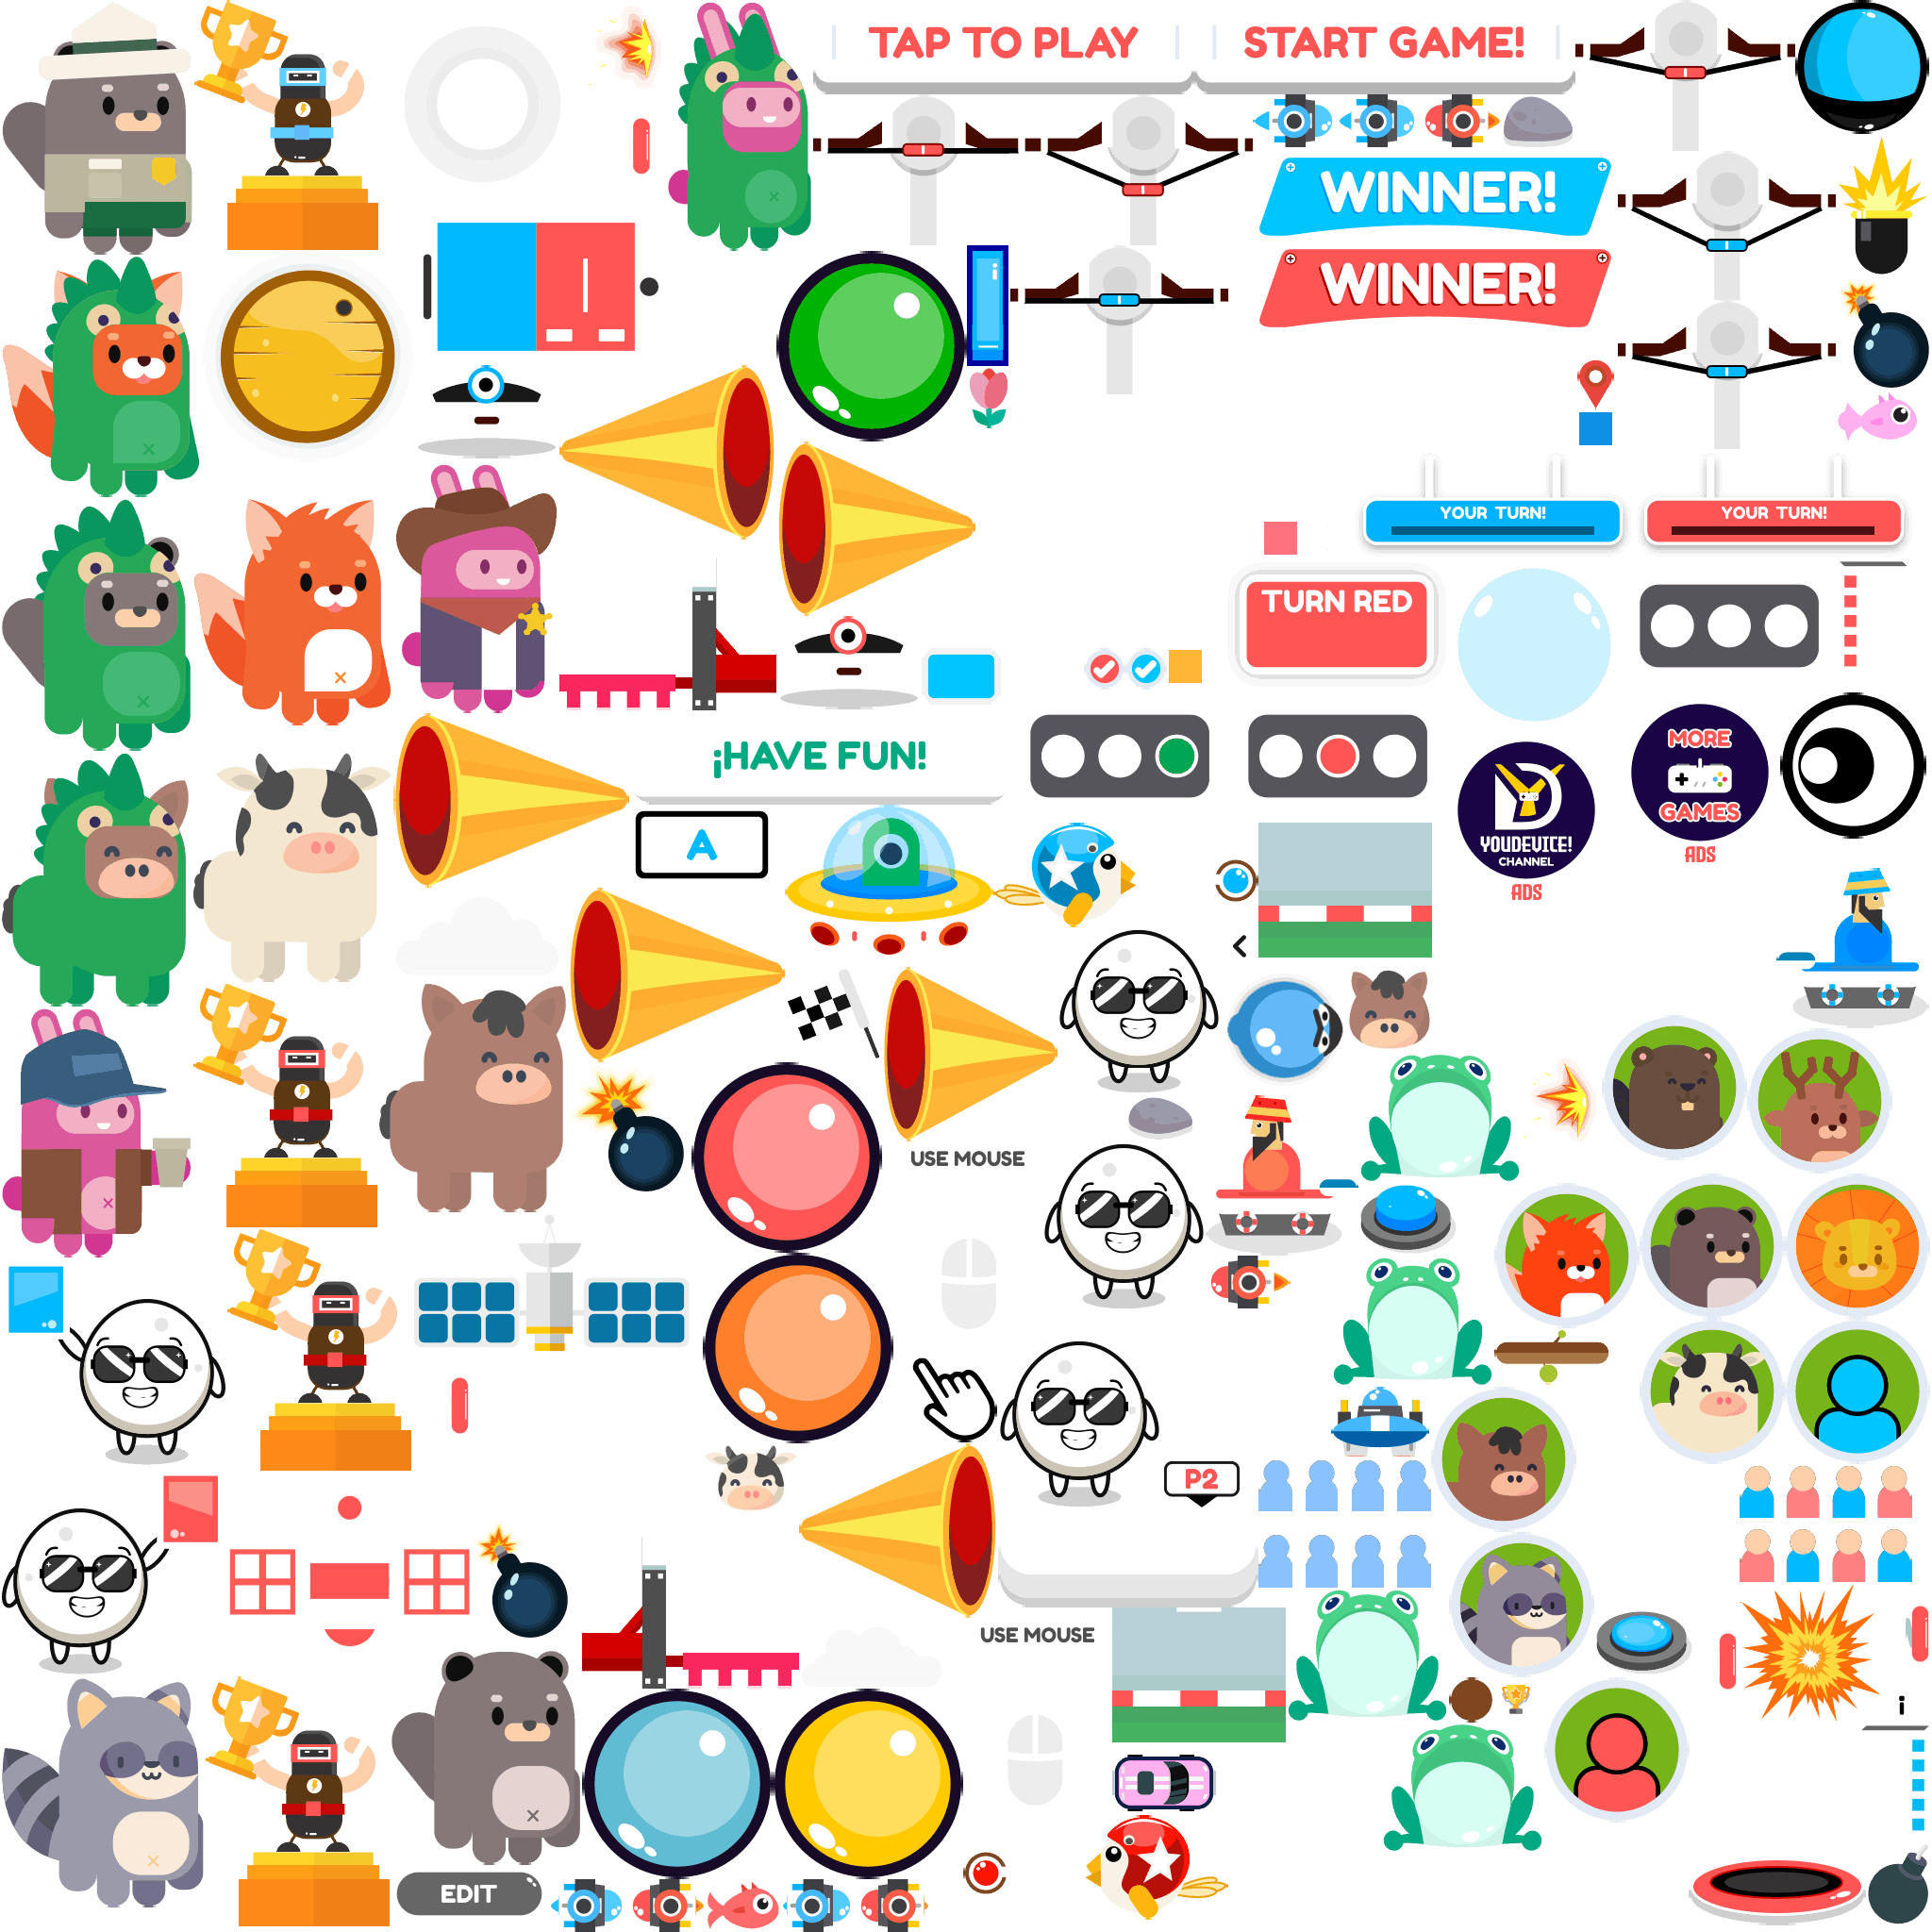 TAP TO PLAY
START GAME!
WINNER!
WINNER!
YOUR TURN!
YOUR TURN!
TURN RED
¡HAVE FUN!
MORE
GAMES
ADS
YOUDEVICE!
CHANNEL
ADS
A
USE MOUSE
P2
USE MOUSE
i
EDIT